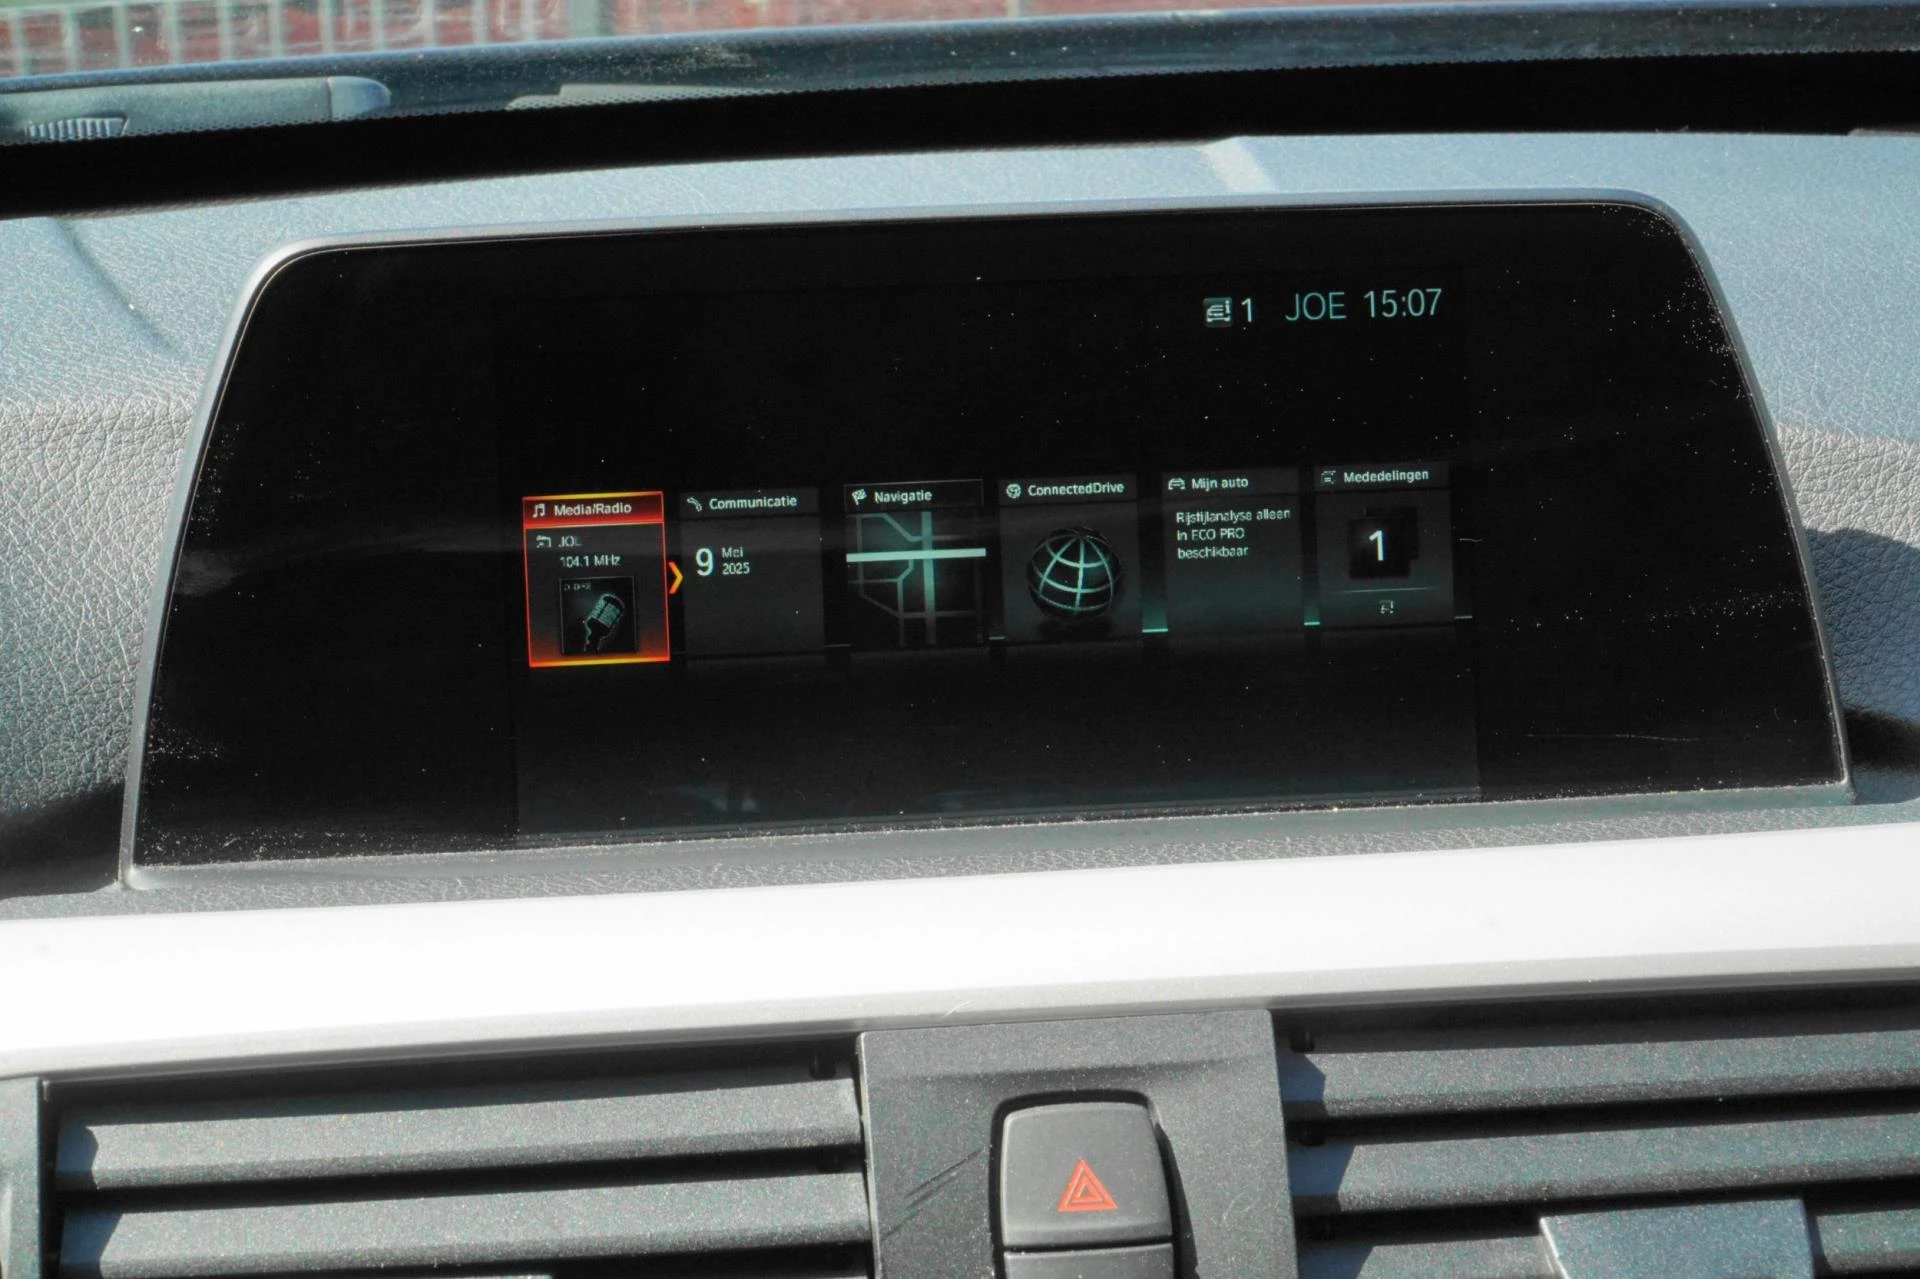 1 JOE 15:07
Media/Radio
JOE
104.1 MHz
Communicatie
9 Mei
2025
Navigatie
ConnectedDrive
Mijn auto
Rijstijlanalyse alleen
in ECO PRO
beschikbaar
Mededelingen
1